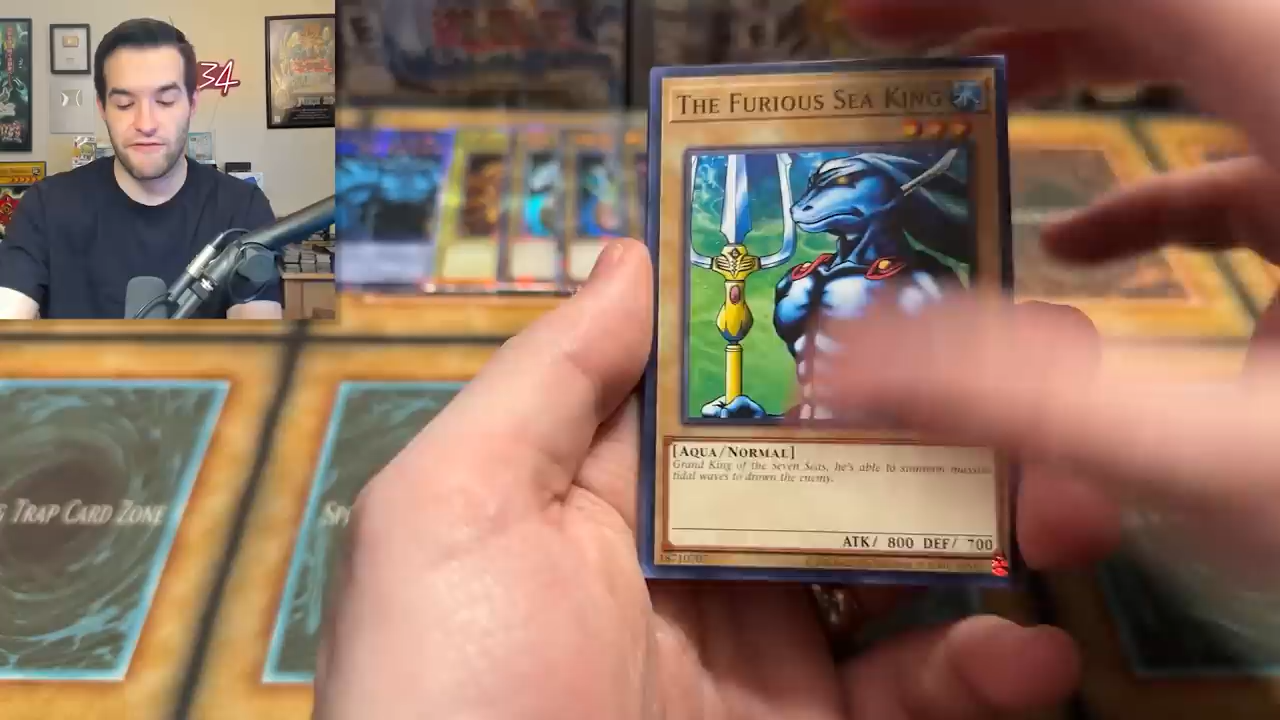 34
THE FURIOUS SEA KING
[AQUA/NORMAL]
Grand King of the Seven Seas, he's able to summon massive
tidal waves to drown the enemy.
ATK/ 800 DEF/ 700
TRAP CARD ZONE